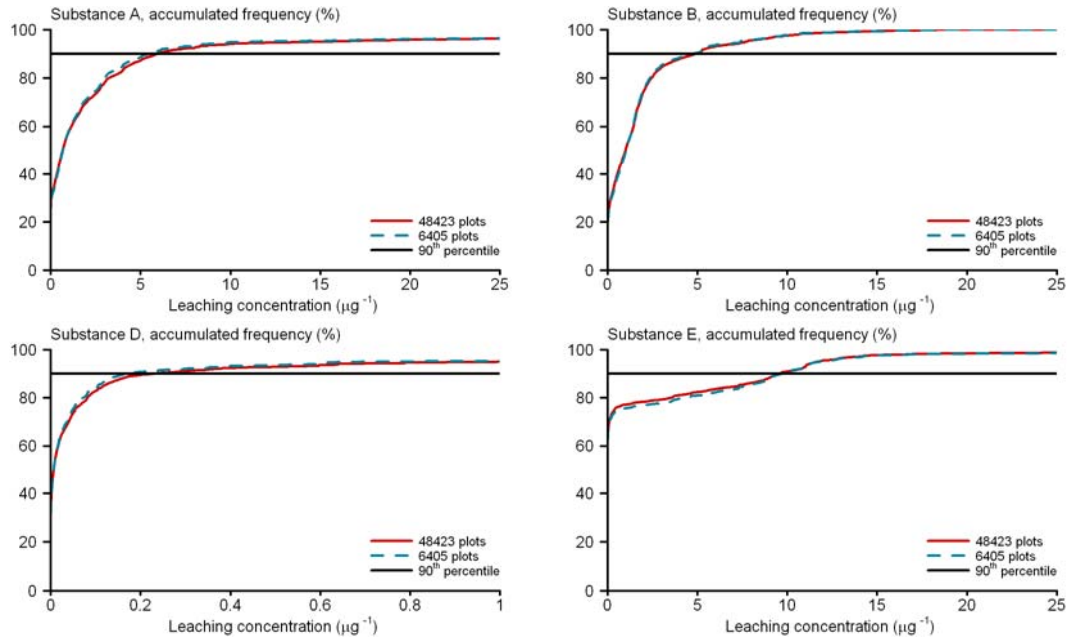 Substance A, accumulated frequency (%)
100
80
60
40
20
0
48423 plots
6405 plots
90th percentile
0 5 10 15 20 25
Leaching concentration (µg -1)
Substance B, accumulated frequency (%)
100
80
60
40
20
0
48423 plots
6405 plots
90th percentile
0 5 10 15 20 25
Leaching concentration (µg -1)
Substance D, accumulated frequency (%)
100
80
60
40
20
0
48423 plots
6405 plots
90th percentile
0 0.2 0.4 0.6 0.8 1
Leaching concentration (µg -1)
Substance E, accumulated frequency (%)
100
80
60
40
20
0
48423 plots
6405 plots
90th percentile
0 5 10 15 20 25
Leaching concentration (µg -1)